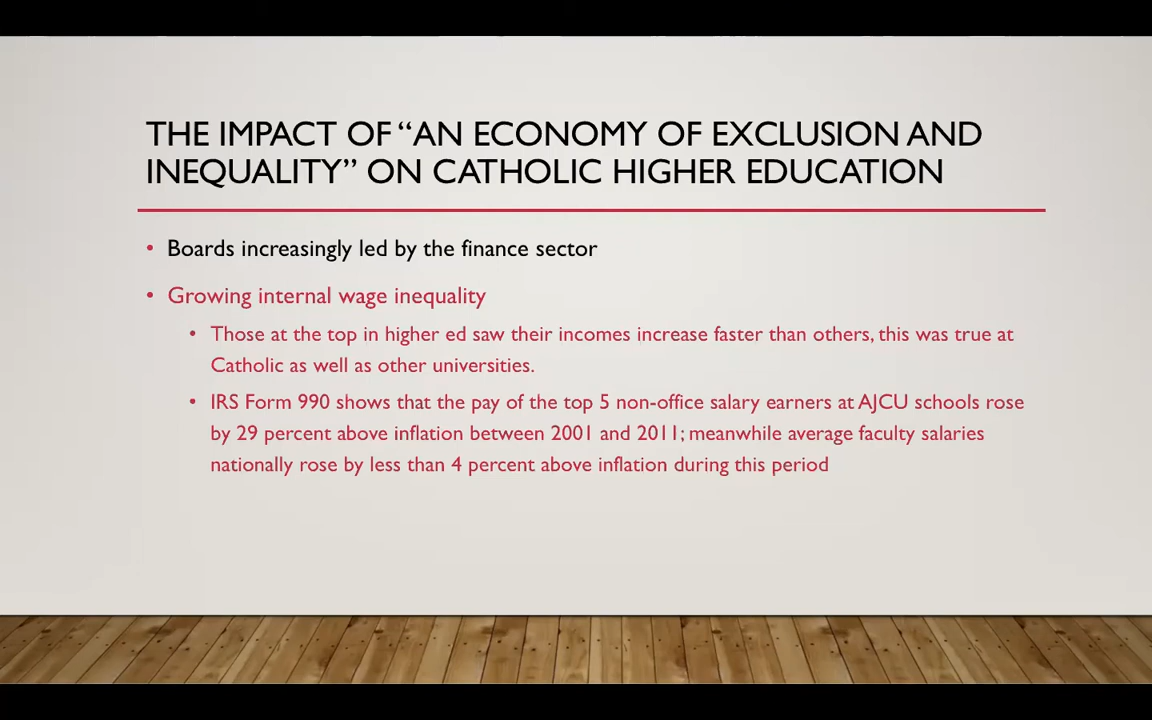 THE IMPACT OF “AN ECONOMY OF EXCLUSION AND
INEQUALITY” ON CATHOLIC HIGHER EDUCATION
• Boards increasingly led by the finance sector
• Growing internal wage inequality
• Those at the top in higher ed saw their incomes increase faster than others, this was true at
Catholic as well as other universities.
• IRS Form 990 shows that the pay of the top 5 non-office salary earners at AJCU schools rose
by 29 percent above inflation between 2001 and 2011; meanwhile average faculty salaries
nationally rose by less than 4 percent above inflation during this period